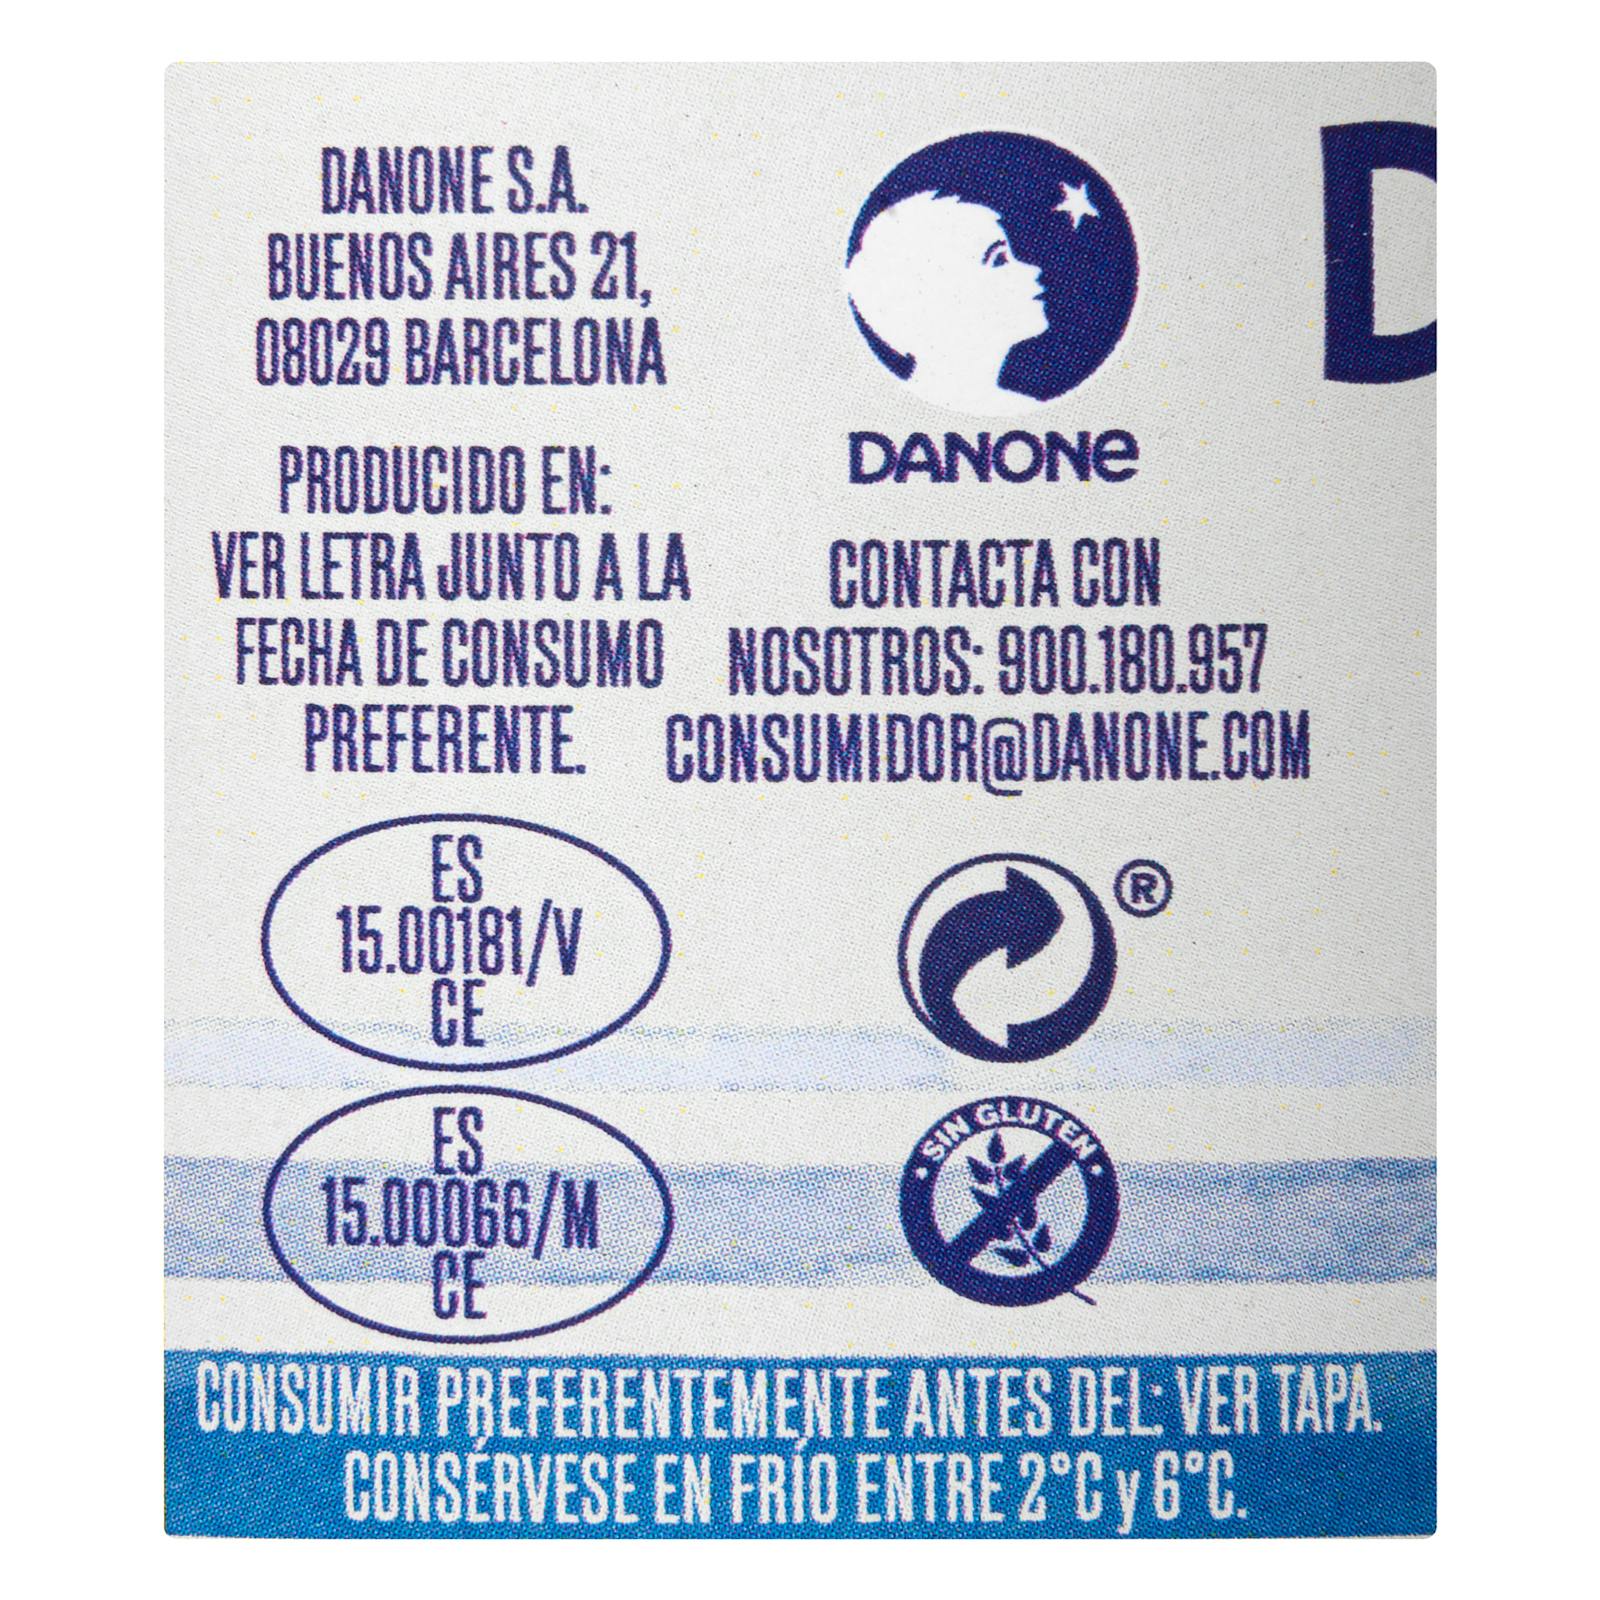 DANONE S.A.
BUENOS AIRES 21,
08029 BARCELONA
PRODUCIDO EN:
VER LETRA JUNTO A LA
FECHA DE CONSUMO
PREFERENTE.
ES
15.00181/V
CE
ES
15.00066/M
CE
DANONE
CONTACTA CON
NOSOTROS: 900.180.957
CONSUMIDOR@DANONE.COM
®
• SIN GLUTEN •
D
CONSUMIR PREFERENTEMENTE ANTES DEL: VER TAPA.
CONSÉRVESE EN FRÍO ENTRE 2°C y 6°C.